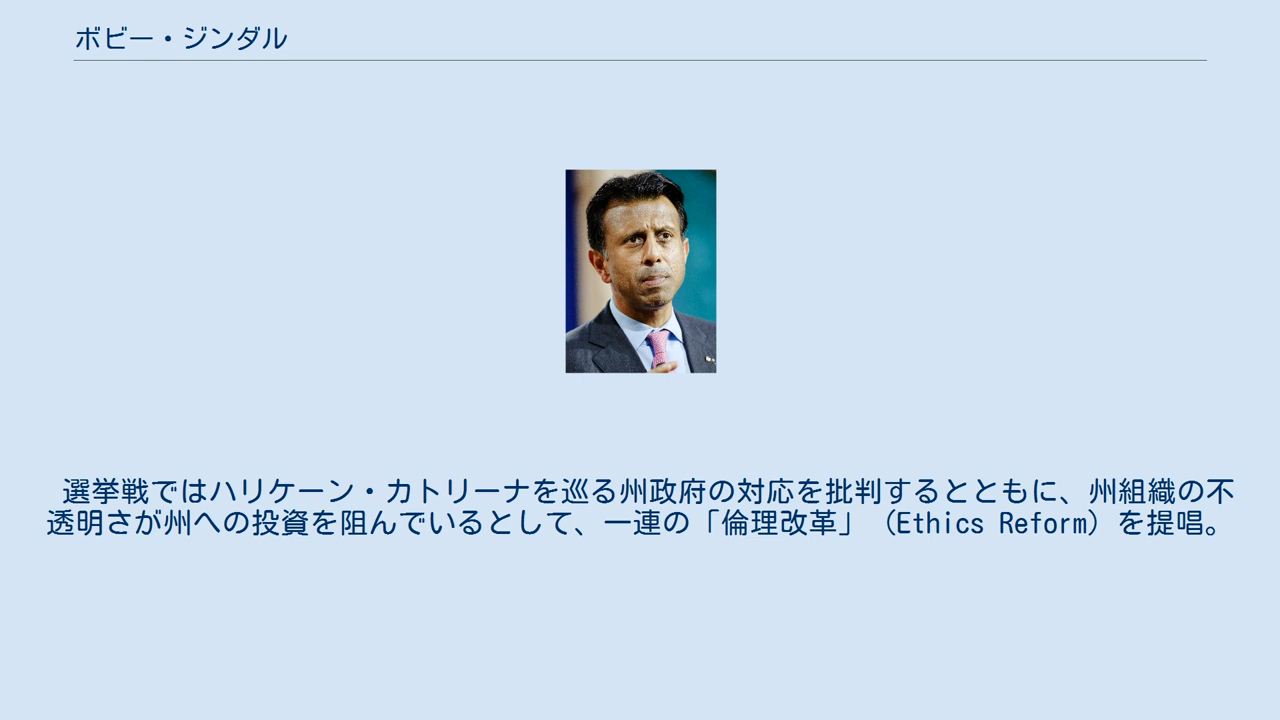 ボビー・ジンダル
選挙戦ではハリケーン・カトリーナを巡る州政府の対応を批判するとともに、州組織の不
透明さが州への投資を阻んでいるとして、一連の「倫理改革」（Ethics Reform）を提唱。